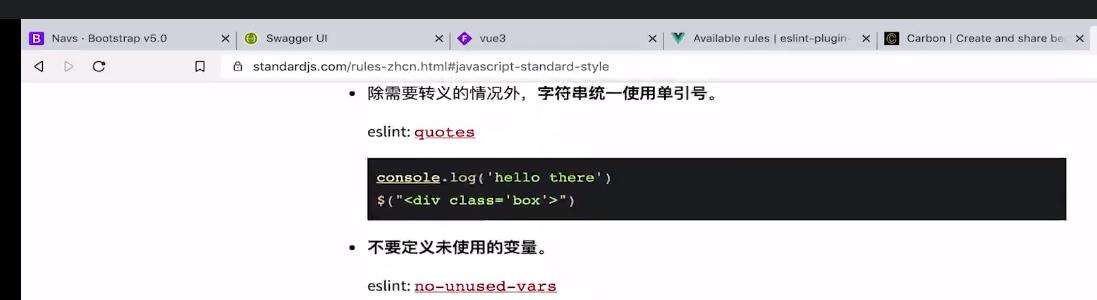 Navs · Bootstrap v5.0
Swagger UI
vue3
Available rules | eslint-plugin-
Carbon | Create and share be
standardjs.com/rules-zhcn.html#javascript-standard-style
• 除需要转义的情况外，字符串统一使用单引号。
eslint: quotes
console.log('hello there')
$("<div class='box'>")
• 不要定义未使用的变量。
eslint: no-unused-vars